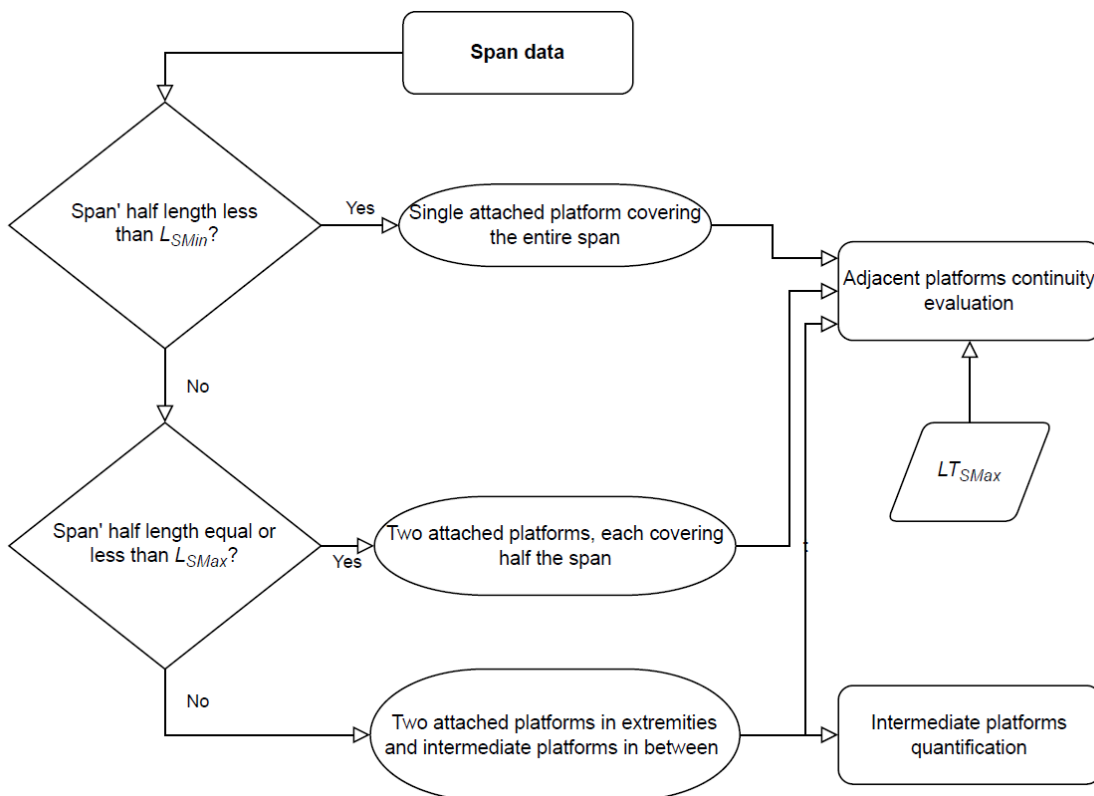 Span data
Span' half length less
than LSMin?
Yes
Single attached platform covering
the entire span
Adjacent platforms continuity
evaluation
No
LTSMax
Span' half length equal or
less than LSMax?
Yes
Two attached platforms, each covering
half the span
:
No
Two attached platforms in extremities
and intermediate platforms in between
Intermediate platforms
quantification